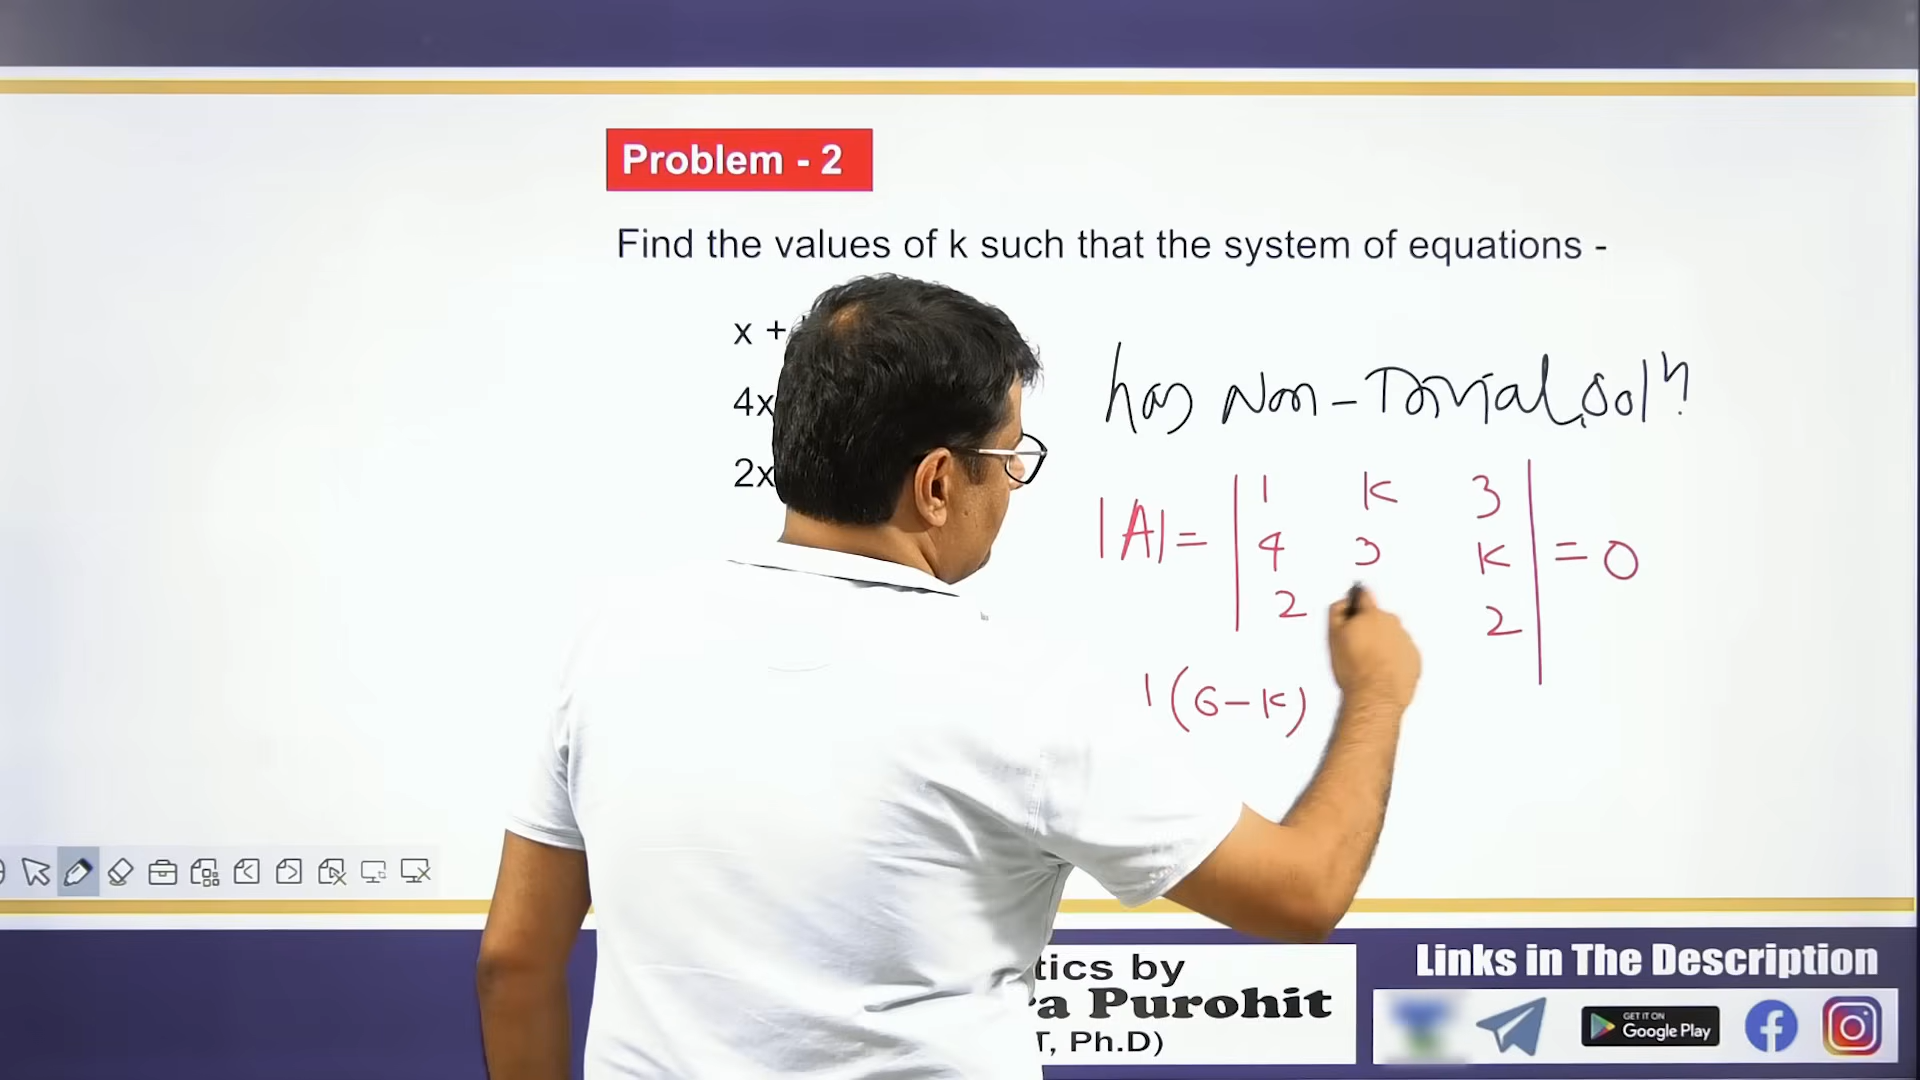 Problem - 2
Find the values of k such that the system of equations -
x +
4x
2x
has Non-Trivial sol^n?
|A| = | 1 K 3 | = 0
4 3 K
2 2
1(6-K)
tics by
a Purohit
T, Ph.D)
Links in The Description
GET IT ON
Google Play